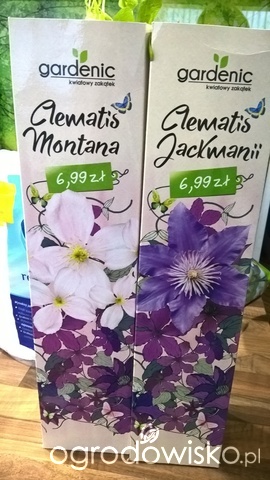 gardenic
kwiatowy zakątek
Clematis
Montana
6,99 zł
gardenic
kwiatowy zakątek
Clematis
Jackmanii
6,99 zł
ogrodowisko.pl